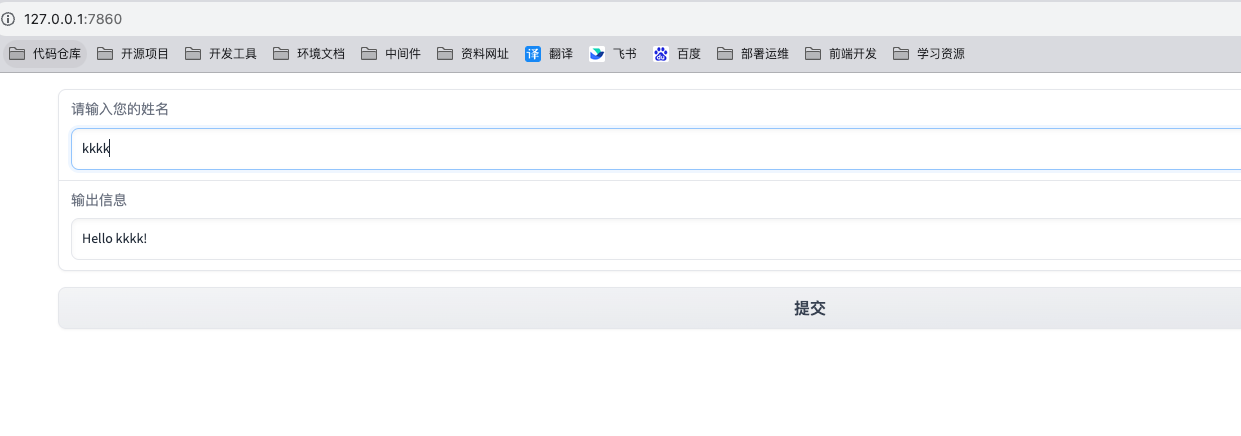 127.0.0.1:7860
代码仓库 开源项目 开发工具 环境文档 中间件 资料网址 译 翻译 飞书 du 百度 部署运维 前端开发 学习资源
请输入您的姓名
kkkk
输出信息
Hello kkkk!
提交